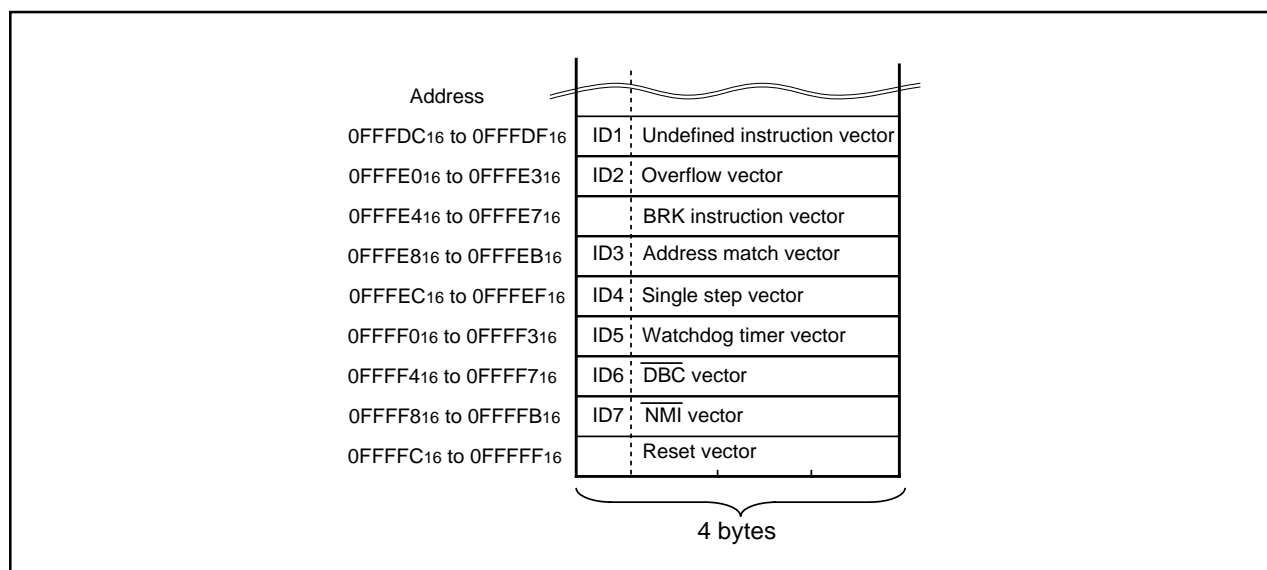 Address
0FFFDC16 to 0FFFDF16 ID1 Undefined instruction vector
0FFFE016 to 0FFFE316 ID2 Overflow vector
0FFFE416 to 0FFFE716 BRK instruction vector
0FFFE816 to 0FFFEB16 ID3 Address match vector
0FFFEC16 to 0FFFEF16 ID4 Single step vector
0FFFF016 to 0FFFF316 ID5 Watchdog timer vector
0FFFF416 to 0FFFF716 ID6 DBC vector
0FFFF816 to 0FFFFB16 ID7 NMI vector
0FFFFC16 to 0FFFFF16 Reset vector
4 bytes